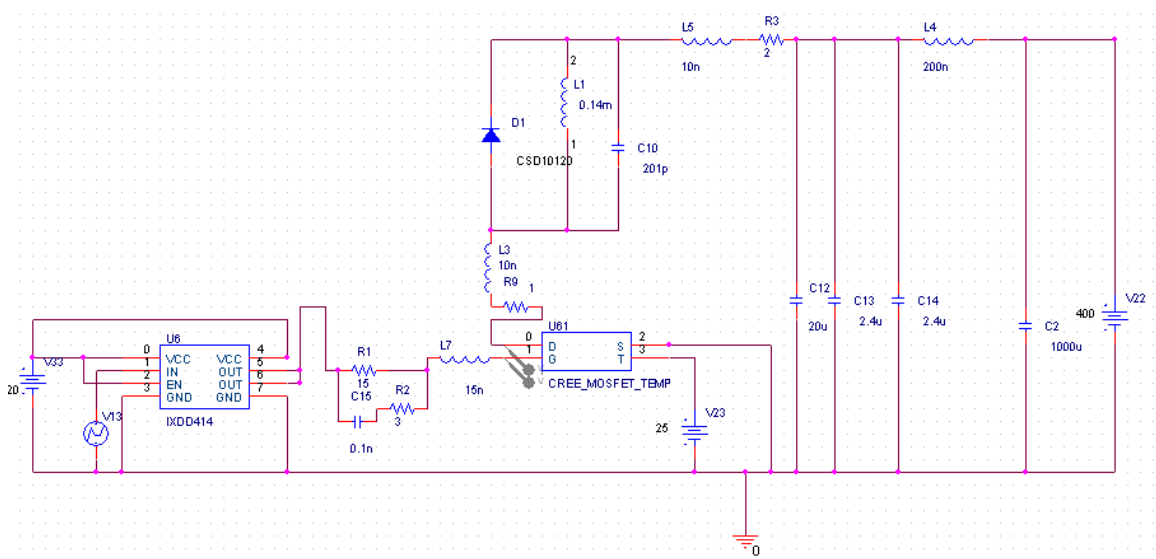 L5
R3
L4
10n
2
200n
2
L1
0.14m
1
D1
CSD10120
C10
201p
L3
10n
R9
1
U61
0
D
S
2
1
G
T
3
CREE_MOSFET_TEMP
V
V
C12
20u
C13
2.4u
C14
2.4u
C2
1000u
V22
400
U6
0
VCC
VCC
4
1
IN
OUT
5
2
EN
OUT
6
3
GND
GND
7
IXDD414
V33
20
V13
R1
15
C15
0.1n
R2
3
L7
15n
V23
25
0